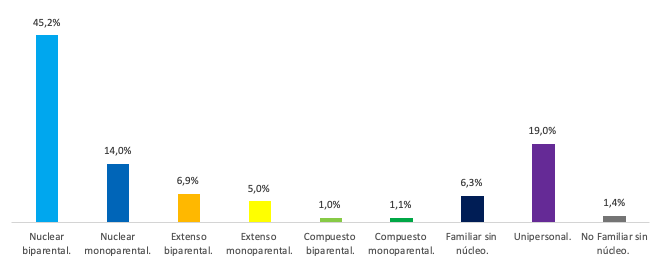 45,2%
14,0%
6,9%
5,0%
1,0%
1,1%
6,3%
19,0%
1,4%
Nuclear
biparental.
Nuclear
monoparental.
Extenso
biparental.
Extenso
monoparental.
Compuesto
biparental.
Compuesto
monoparental.
Familiar sin
núcleo.
Unipersonal.
No Familiar sin
núcleo.